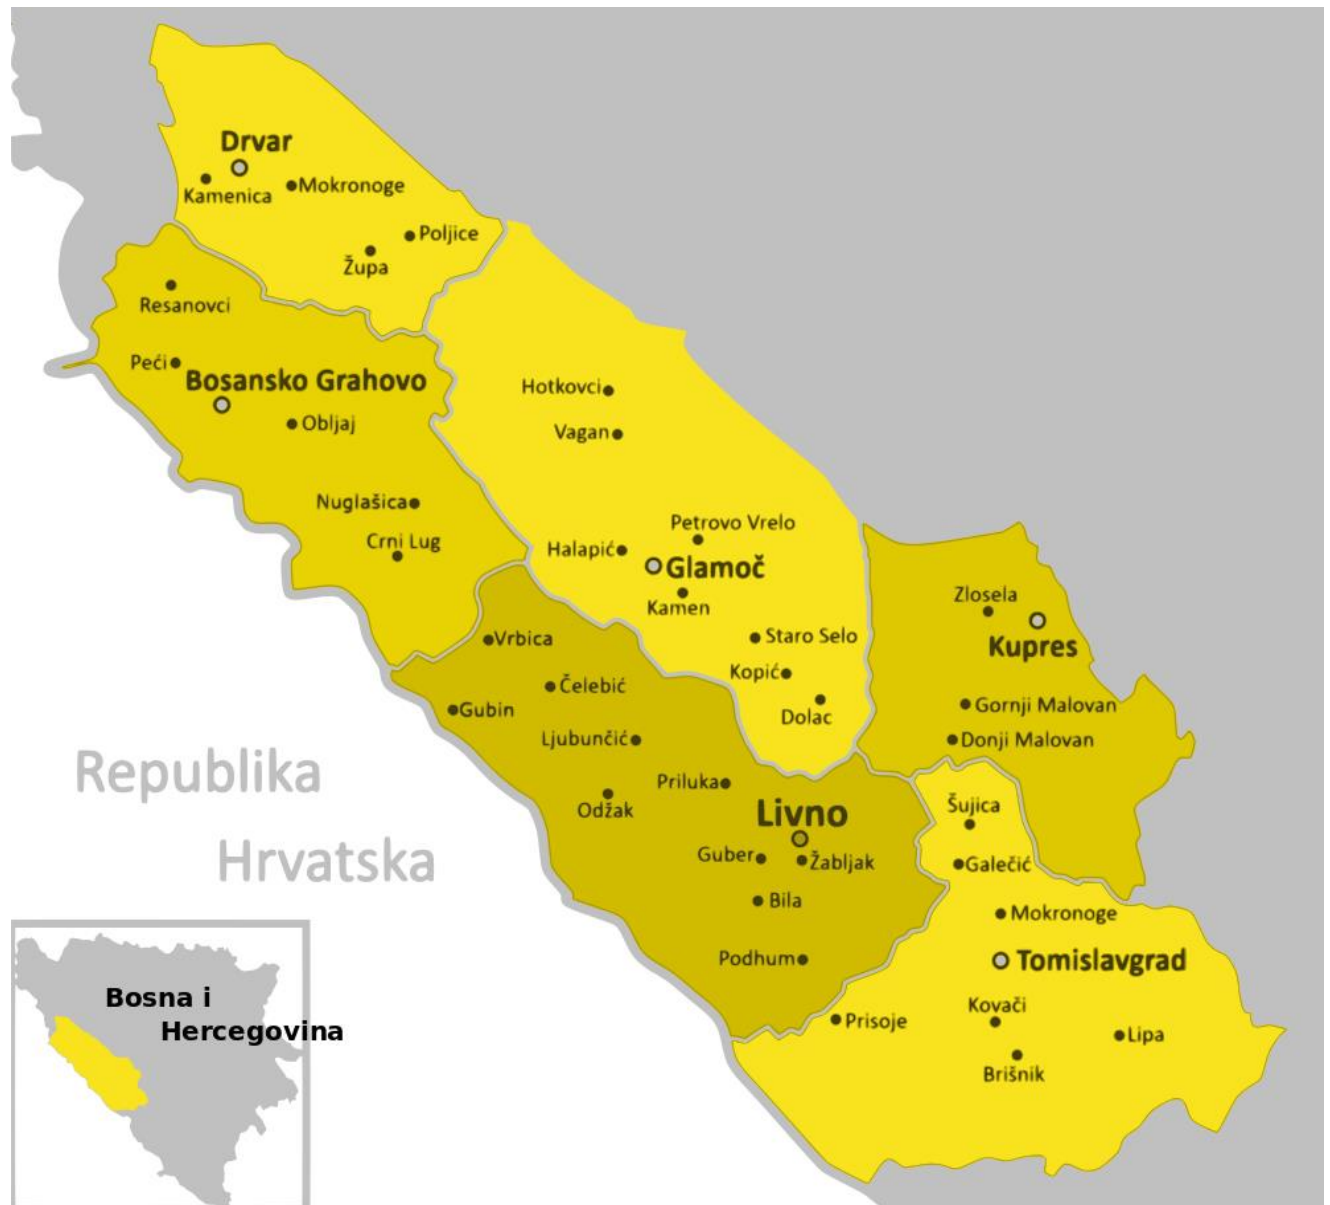 Drvar
Kamenica
Mokronoge
Poljice
Župa
Resanovci
Peći
Bosansko Grahovo
Obljaj
Nuglašica
Crni Lug
Hotkovci
Vagan
Petrovo Vrelo
Halapić
Glamoč
Kamen
Staro Selo
Kopić
Dolac
Zlosela
Kupres
Gornji Malovan
Donji Malovan
Vrbica
Čelebić
Gubin
Ljubunčić
Priluka
Odžak
Livno
Guber
Žabljak
Bila
Podhum
Šujica
Galečić
Mokronoge
Tomislavgrad
Kovači
Prisoje
Lipa
Brišnik
Republika
Hrvatska
Bosna i
Hercegovina